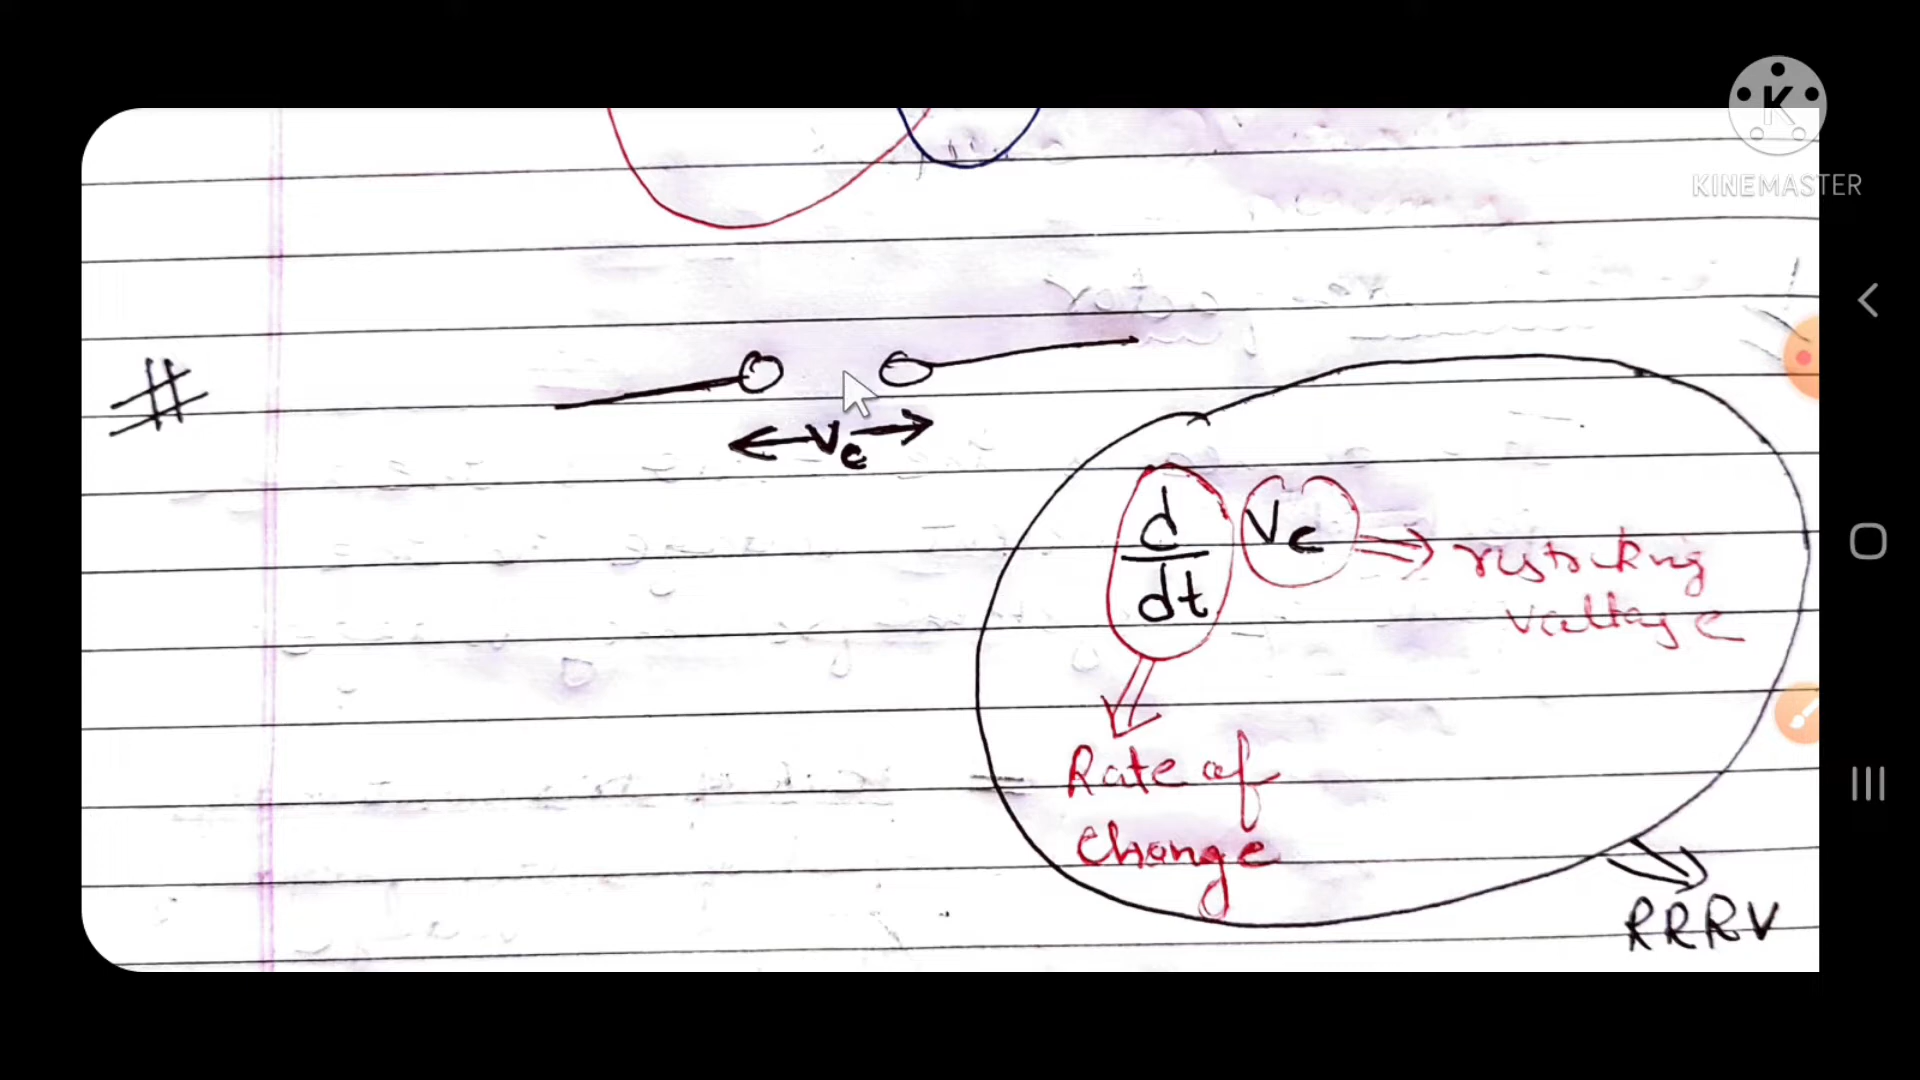 KINEMASTER
#
Vc
d/dt Vc ⇒ restriking
voltage
Rate of
change
RRRV